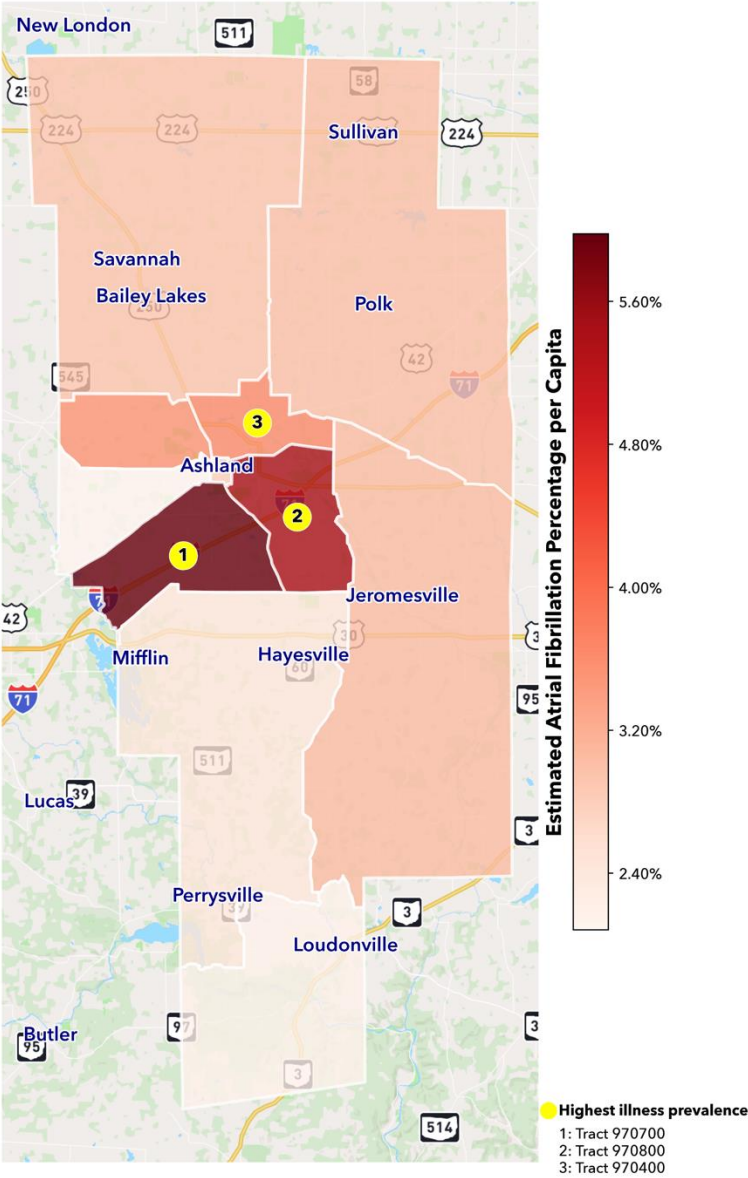 New London
511
250
58
224
224
Sullivan
224
Savannah
Bailey Lakes
250
Polk
42
545
71
3
Ashland
2
1
Jeromesville
42
30
Mifflin
Hayesville
60
71
95
511
Lucas
39
3
Perrysville
39
3
Loudonville
Butler
95
97
3
3
514
Estimated Atrial Fibrillation Percentage per Capita
5.60%
4.80%
4.00%
3.20%
2.40%
Highest illness prevalence
1: Tract 970700
2: Tract 970800
3: Tract 970400